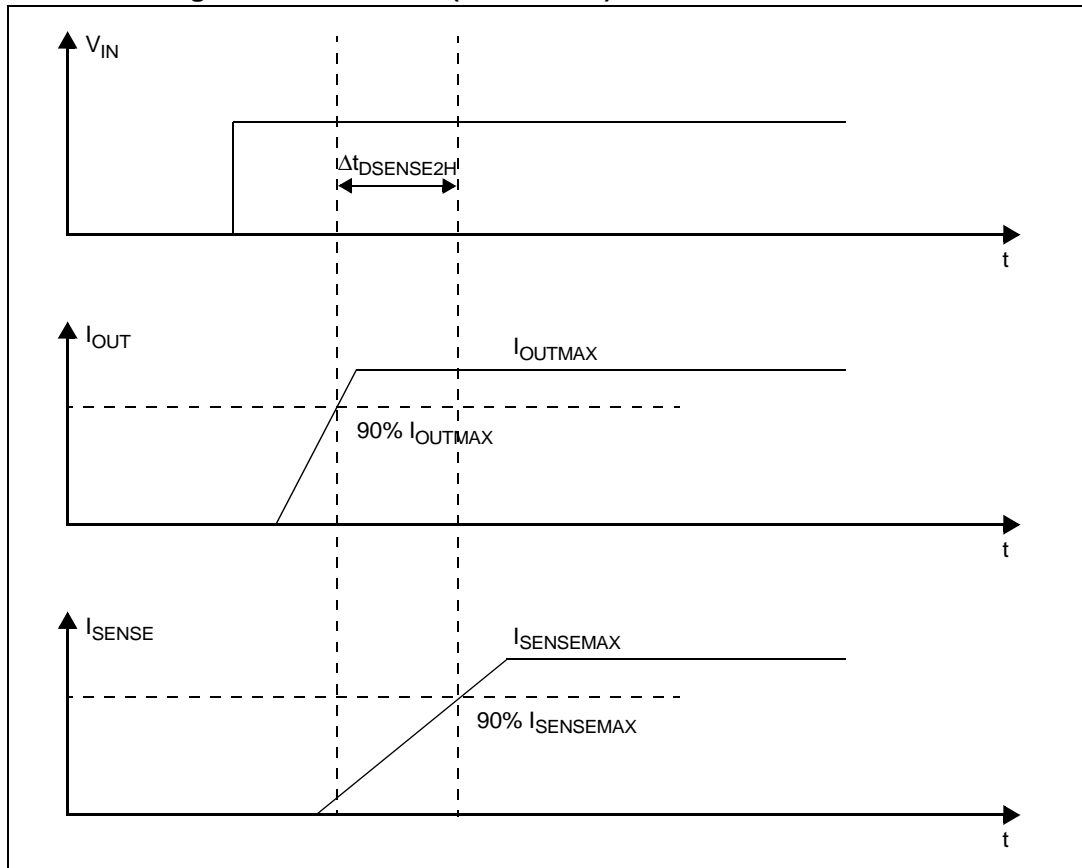 V_IN
Δt_DSENSE2H
t
I_OUT
I_OUTMAX
90% I_OUTMAX
t
I_SENSE
I_SENSEMAX
90% I_SENSEMAX
t